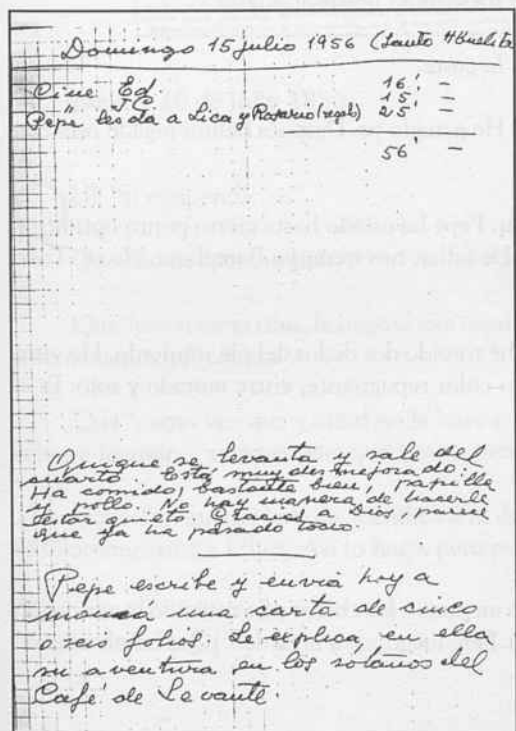 Domingo 15 julio 1956 (Santo Abuelita
Cine Ed. 16' -
" J C 15' -
Pepe les da a Lica y Rosario (regalo) 25' -
56' -
Quique se levanta y sale del
cuarto. Está muy desmejorado.
Ha comido, bastante bien, papilla
y pollo. No hay manera de hacerle
estar quieto. Gracias a Dios, parece
que ya ha pasado todo.
Pepe escribe y envía hoy a
una carta de cinco
o seis folios. Le explica, en ella
su aventura en los sótanos del
Café de Levante.